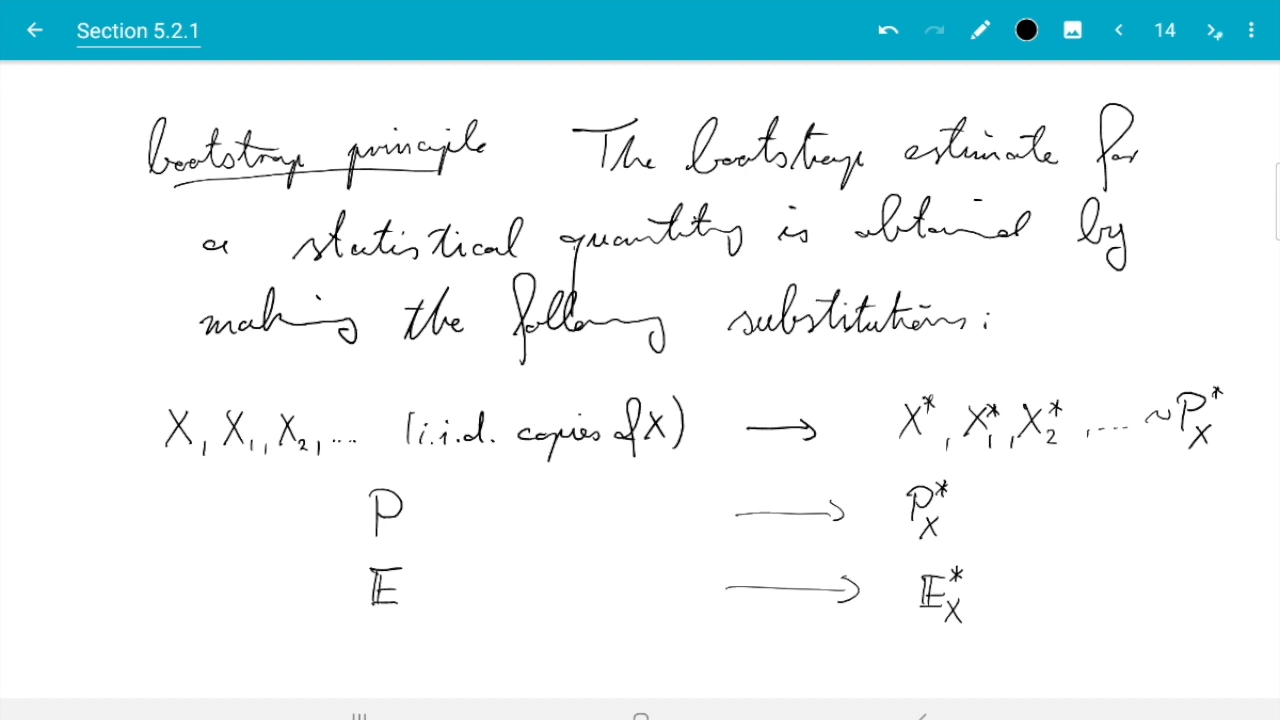 Section 5.2.1
14
bootstrap principle The bootstrap estimate for
a statistical quantity is obtained by
making the following substitutions:
X, X₁, X₂, ... (i.i.d. copies of X) → X*, X₁*, X₂*, .... ~ P*_X
P → P*_X
𝔼 → 𝔼*_X